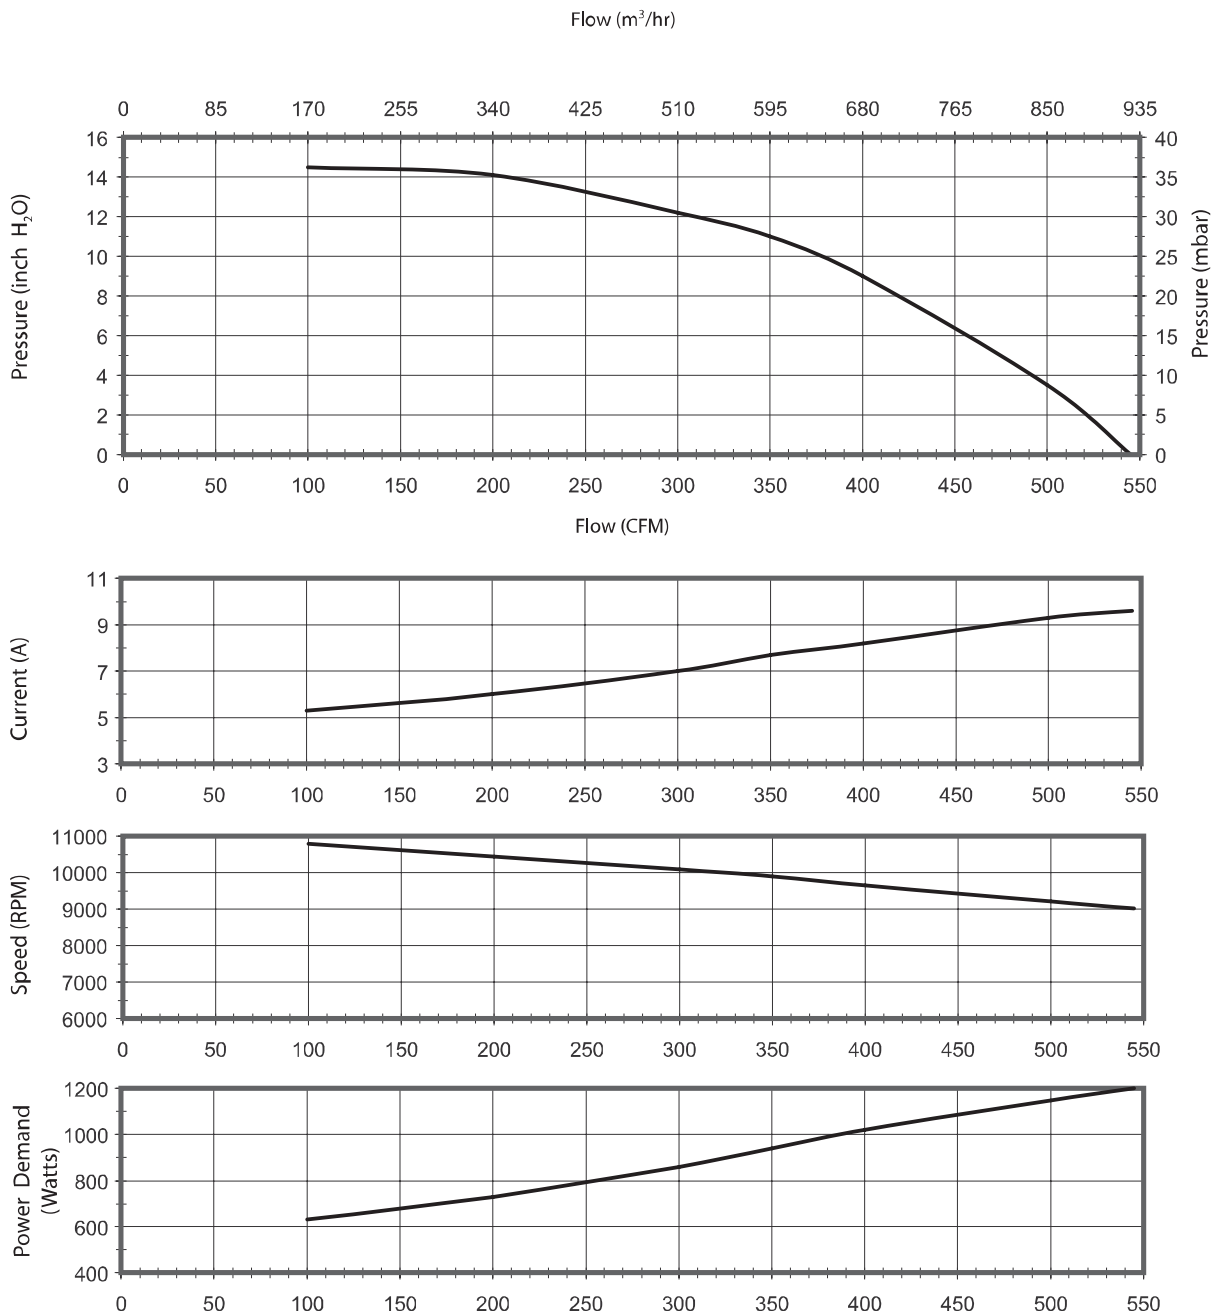 Flow (m³/hr)
0 85 170 255 340 425 510 595 680 765 850 935
Pressure (inch H₂O)
16
14
12
10
8
6
4
2
0
40
35
30
25
20
15
10
5
0
Pressure (mbar)
0 50 100 150 200 250 300 350 400 450 500 550
Flow (CFM)
Current (A)
11
9
7
5
3
0 50 100 150 200 250 300 350 400 450 500 550
Speed (RPM)
11000
10000
9000
8000
7000
6000
0 50 100 150 200 250 300 350 400 450 500 550
Power Demand
(Watts)
1200
1000
800
600
400
0 50 100 150 200 250 300 350 400 450 500 550